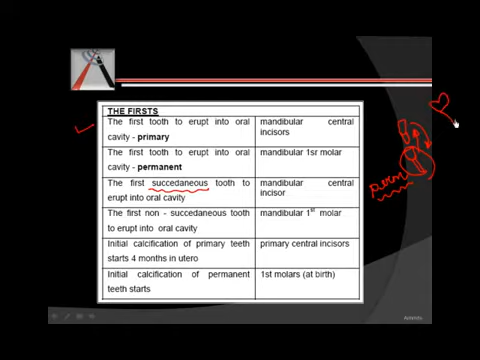 THE FIRSTS
The first tooth to erupt into oral
cavity - primary
mandibular central
incisors
The first tooth to erupt into oral
cavity - permanent
mandibular 1sr molar
The first succedaneous tooth to
erupt into oral cavity
mandibular central
incisor
The first non - succedaneous tooth
to erupt into oral cavity
mandibular 1st molar
Initial calcification of primary teeth
starts 4 months in utero
primary central incisors
Initial calcification of permanent
teeth starts
1st molars (at birth)